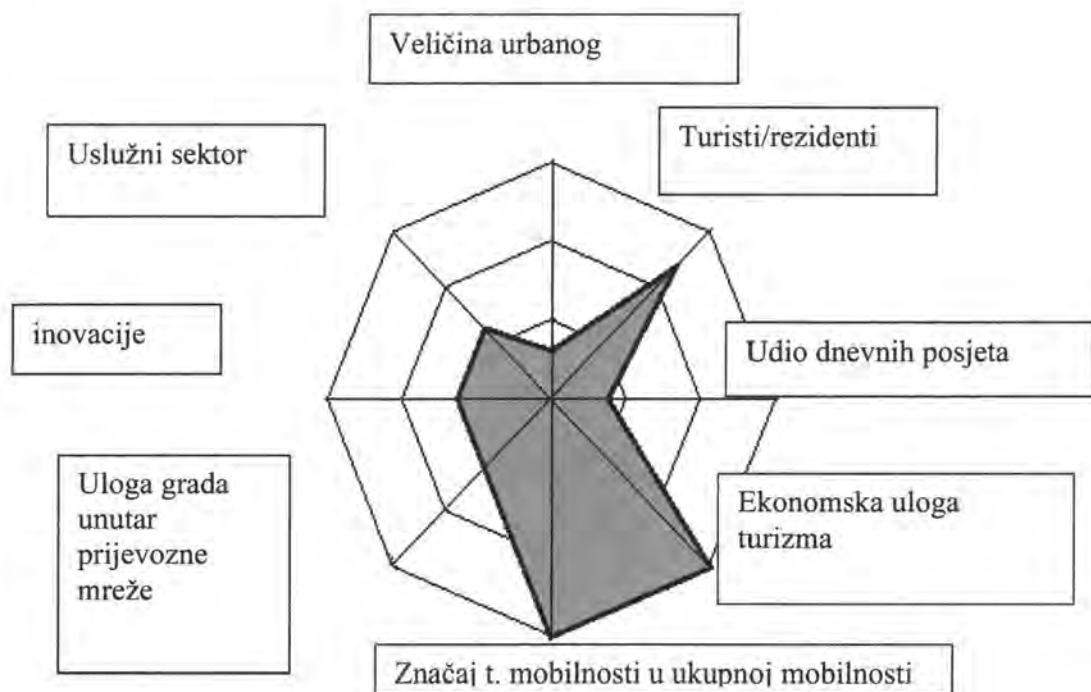 Veličina urbanog
Turisti/rezidenti
Uslužni sektor
inovacije
Udio dnevnih posjeta
Uloga grada
unutar
prijevozne
mreže
Ekonomska uloga
turizma
Značaj t. mobilnosti u ukupnoj mobilnosti